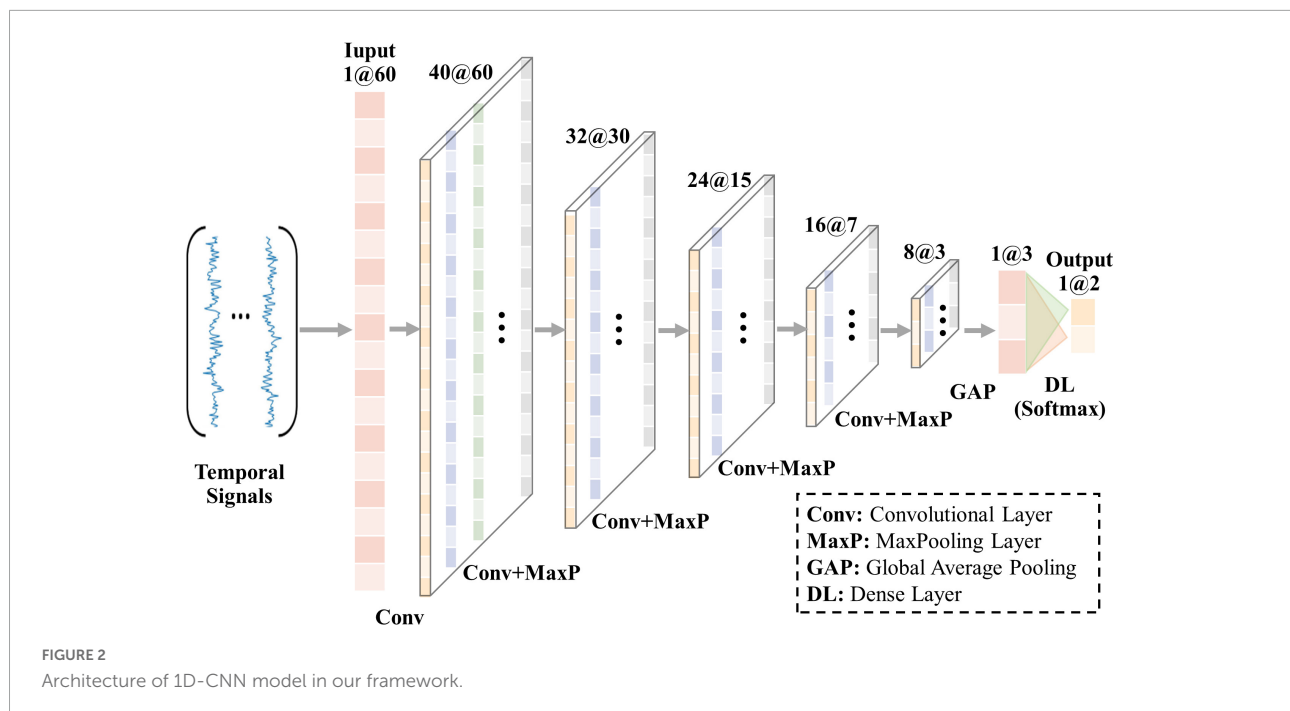 Iuput
1@60
40@60
32@30
24@15
16@7
8@3
1@3
Output
1@2
Temporal
Signals
Conv
Conv+MaxP
Conv+MaxP
Conv+MaxP
Conv+MaxP
GAP
DL
(Softmax)
Conv: Convolutional Layer
MaxP: MaxPooling Layer
GAP: Global Average Pooling
DL: Dense Layer
FIGURE 2
Architecture of 1D-CNN model in our framework.